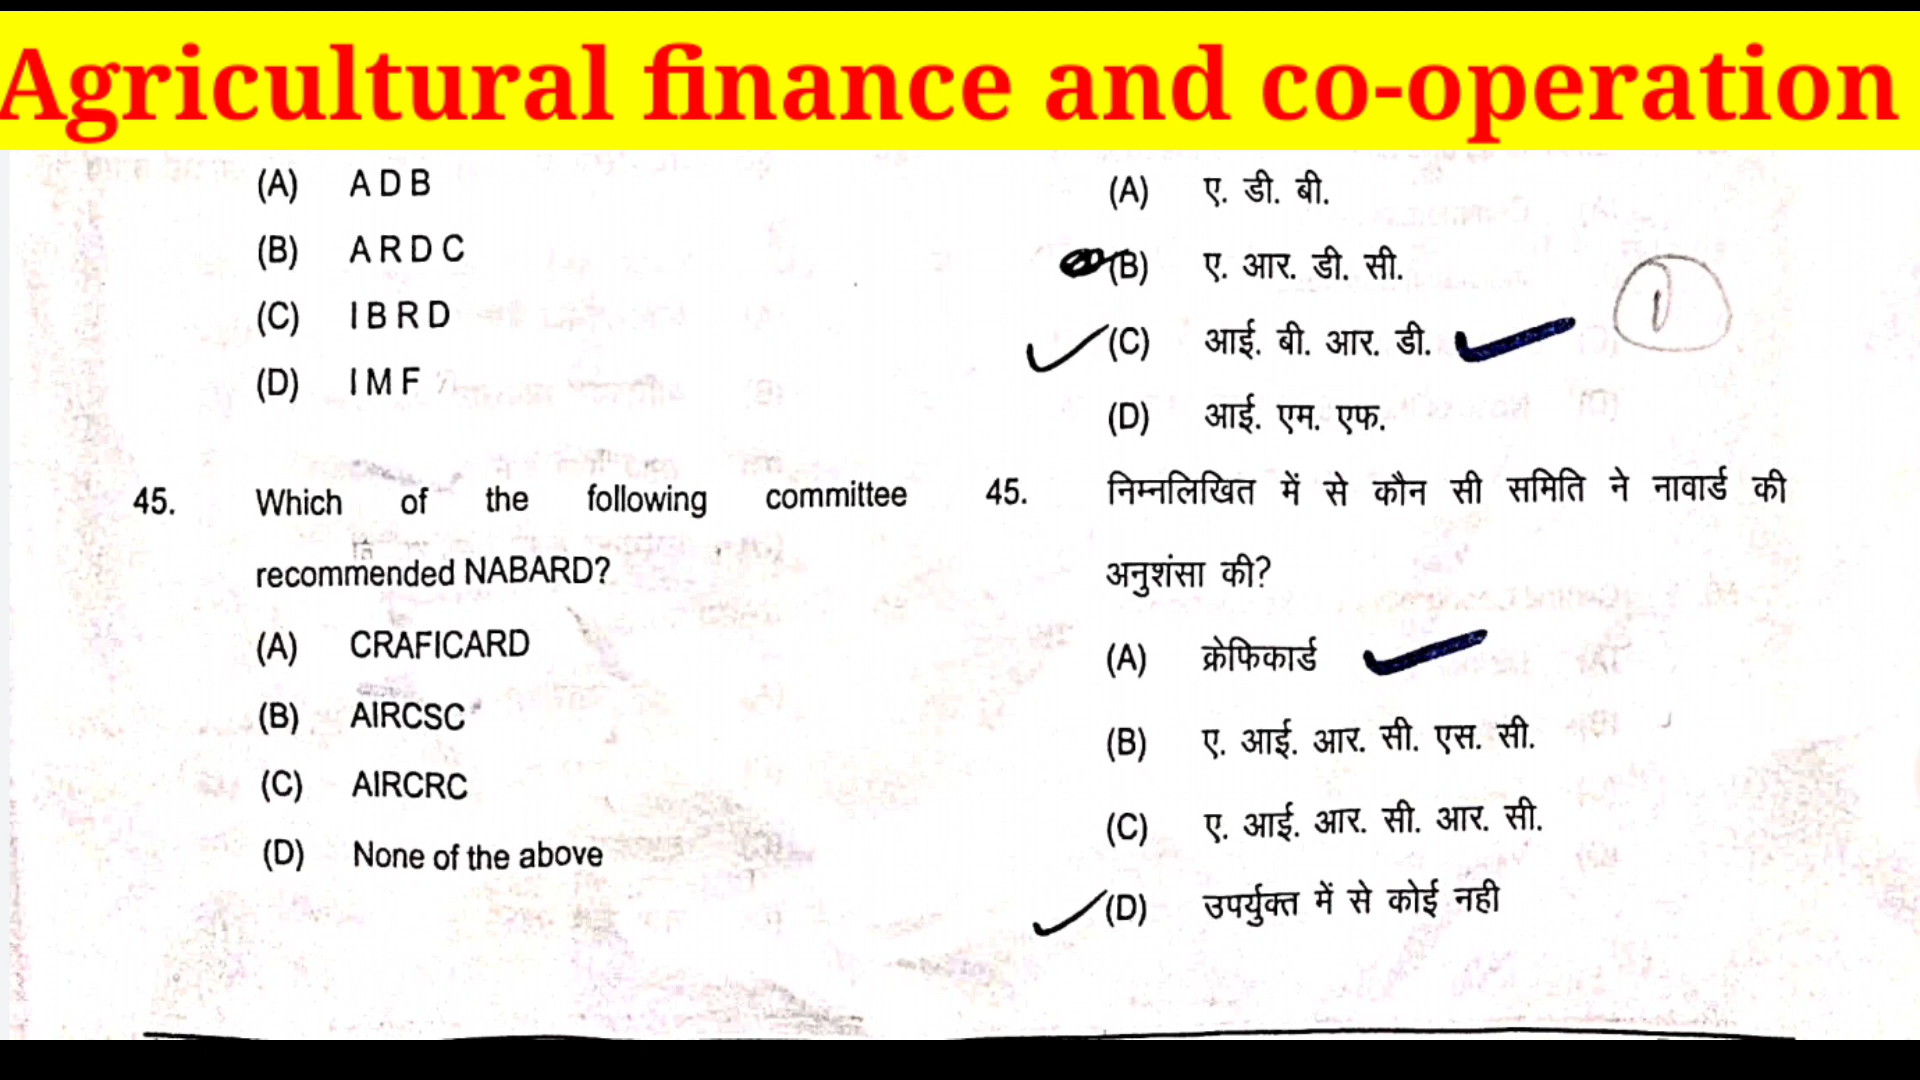 Agricultural finance and co-operation
(A) A D B
(B) A R D C
(C) I B R D
(D) I M F
45. Which of the following committee
recommended NABARD?
(A) CRAFICARD
(B) AIRCSC
(C) AIRCRC
(D) None of the above
(A) ए. डी. बी.
(B) ए. आर. डी. सी.
(C) आई. बी. आर. डी.
(D) आई. एम. एफ.
45. निम्नलिखित में से कौन सी समिति ने नावार्ड की
अनुशंसा की?
(A) क्रेफिकार्ड
(B) ए. आई. आर. सी. एस. सी.
(C) ए. आई. आर. सी. आर. सी.
(D) उपर्युक्त में से कोई नही